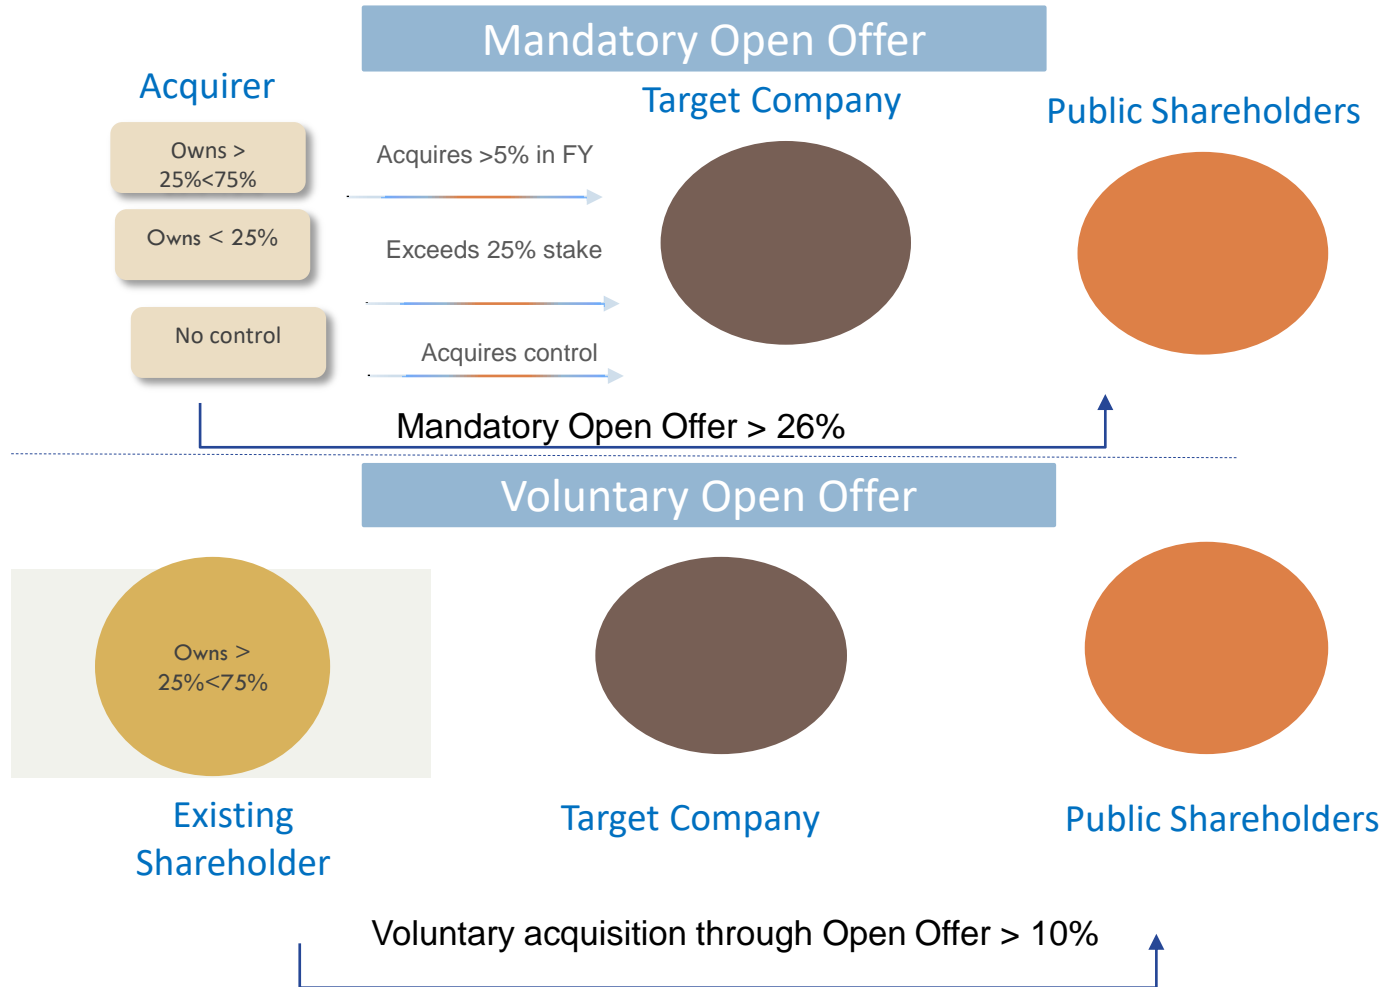 Mandatory Open Offer
Acquirer
Target Company
Public Shareholders
Owns >
25%<75%
Acquires >5% in FY
Owns < 25%
Exceeds 25% stake
No control
Acquires control
Mandatory Open Offer > 26%
Voluntary Open Offer
Owns >
25%<75%
Existing
Shareholder
Target Company
Public Shareholders
Voluntary acquisition through Open Offer > 10%